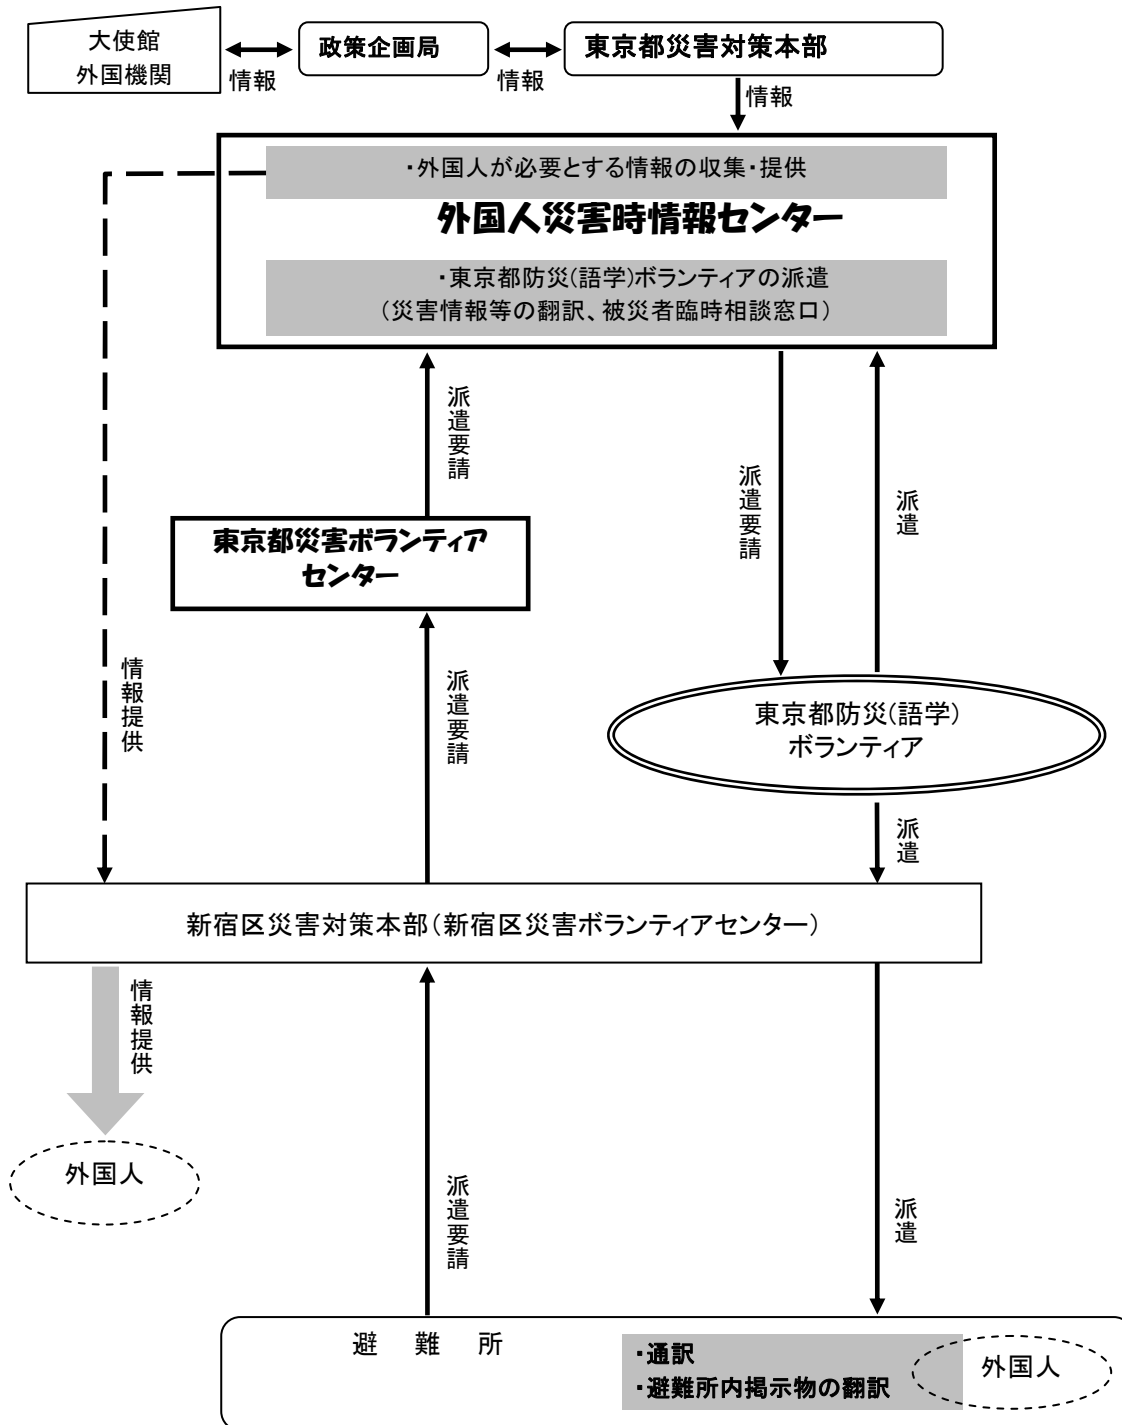 大使館
外国機関
情報
政策企画局
情報
東京都災害対策本部
情報
・外国人が必要とする情報の収集・提供
外国人災害時情報センター
・東京都防災(語学)ボランティアの派遣
(災害情報等の翻訳、被災者臨時相談窓口)
派遣要請
派遣要請
派遣
東京都災害ボランティア
センター
情報提供
派遣要請
東京都防災(語学)
ボランティア
派遣
新宿区災害対策本部(新宿区災害ボランティアセンター)
情報提供
外国人
派遣要請
派遣
避難所
・通訳
・避難所内掲示物の翻訳
外国人